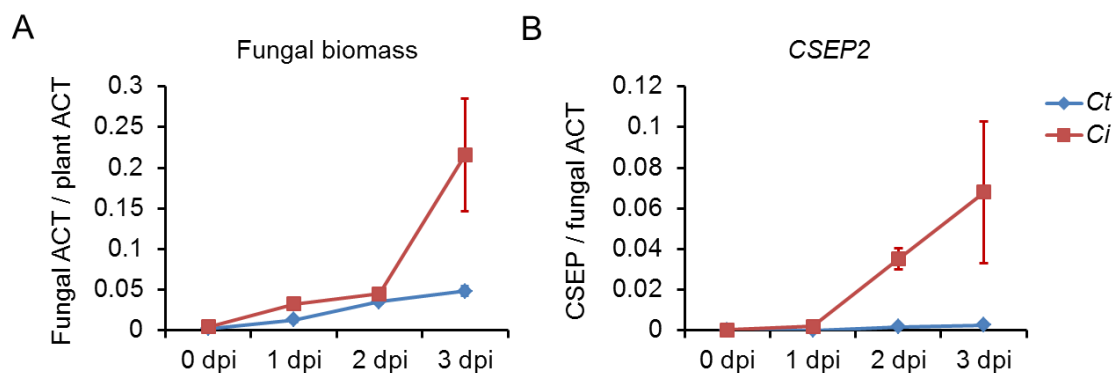 A
Fungal biomass
Fungal ACT / plant ACT
0.3
0.25
0.2
0.15
0.1
0.05
0
0 dpi 1 dpi 2 dpi 3 dpi
B
CSEP2
CSEP / fungal ACT
0.12
0.1
0.08
0.06
0.04
0.02
0
0 dpi 1 dpi 2 dpi 3 dpi
Ct
Ci